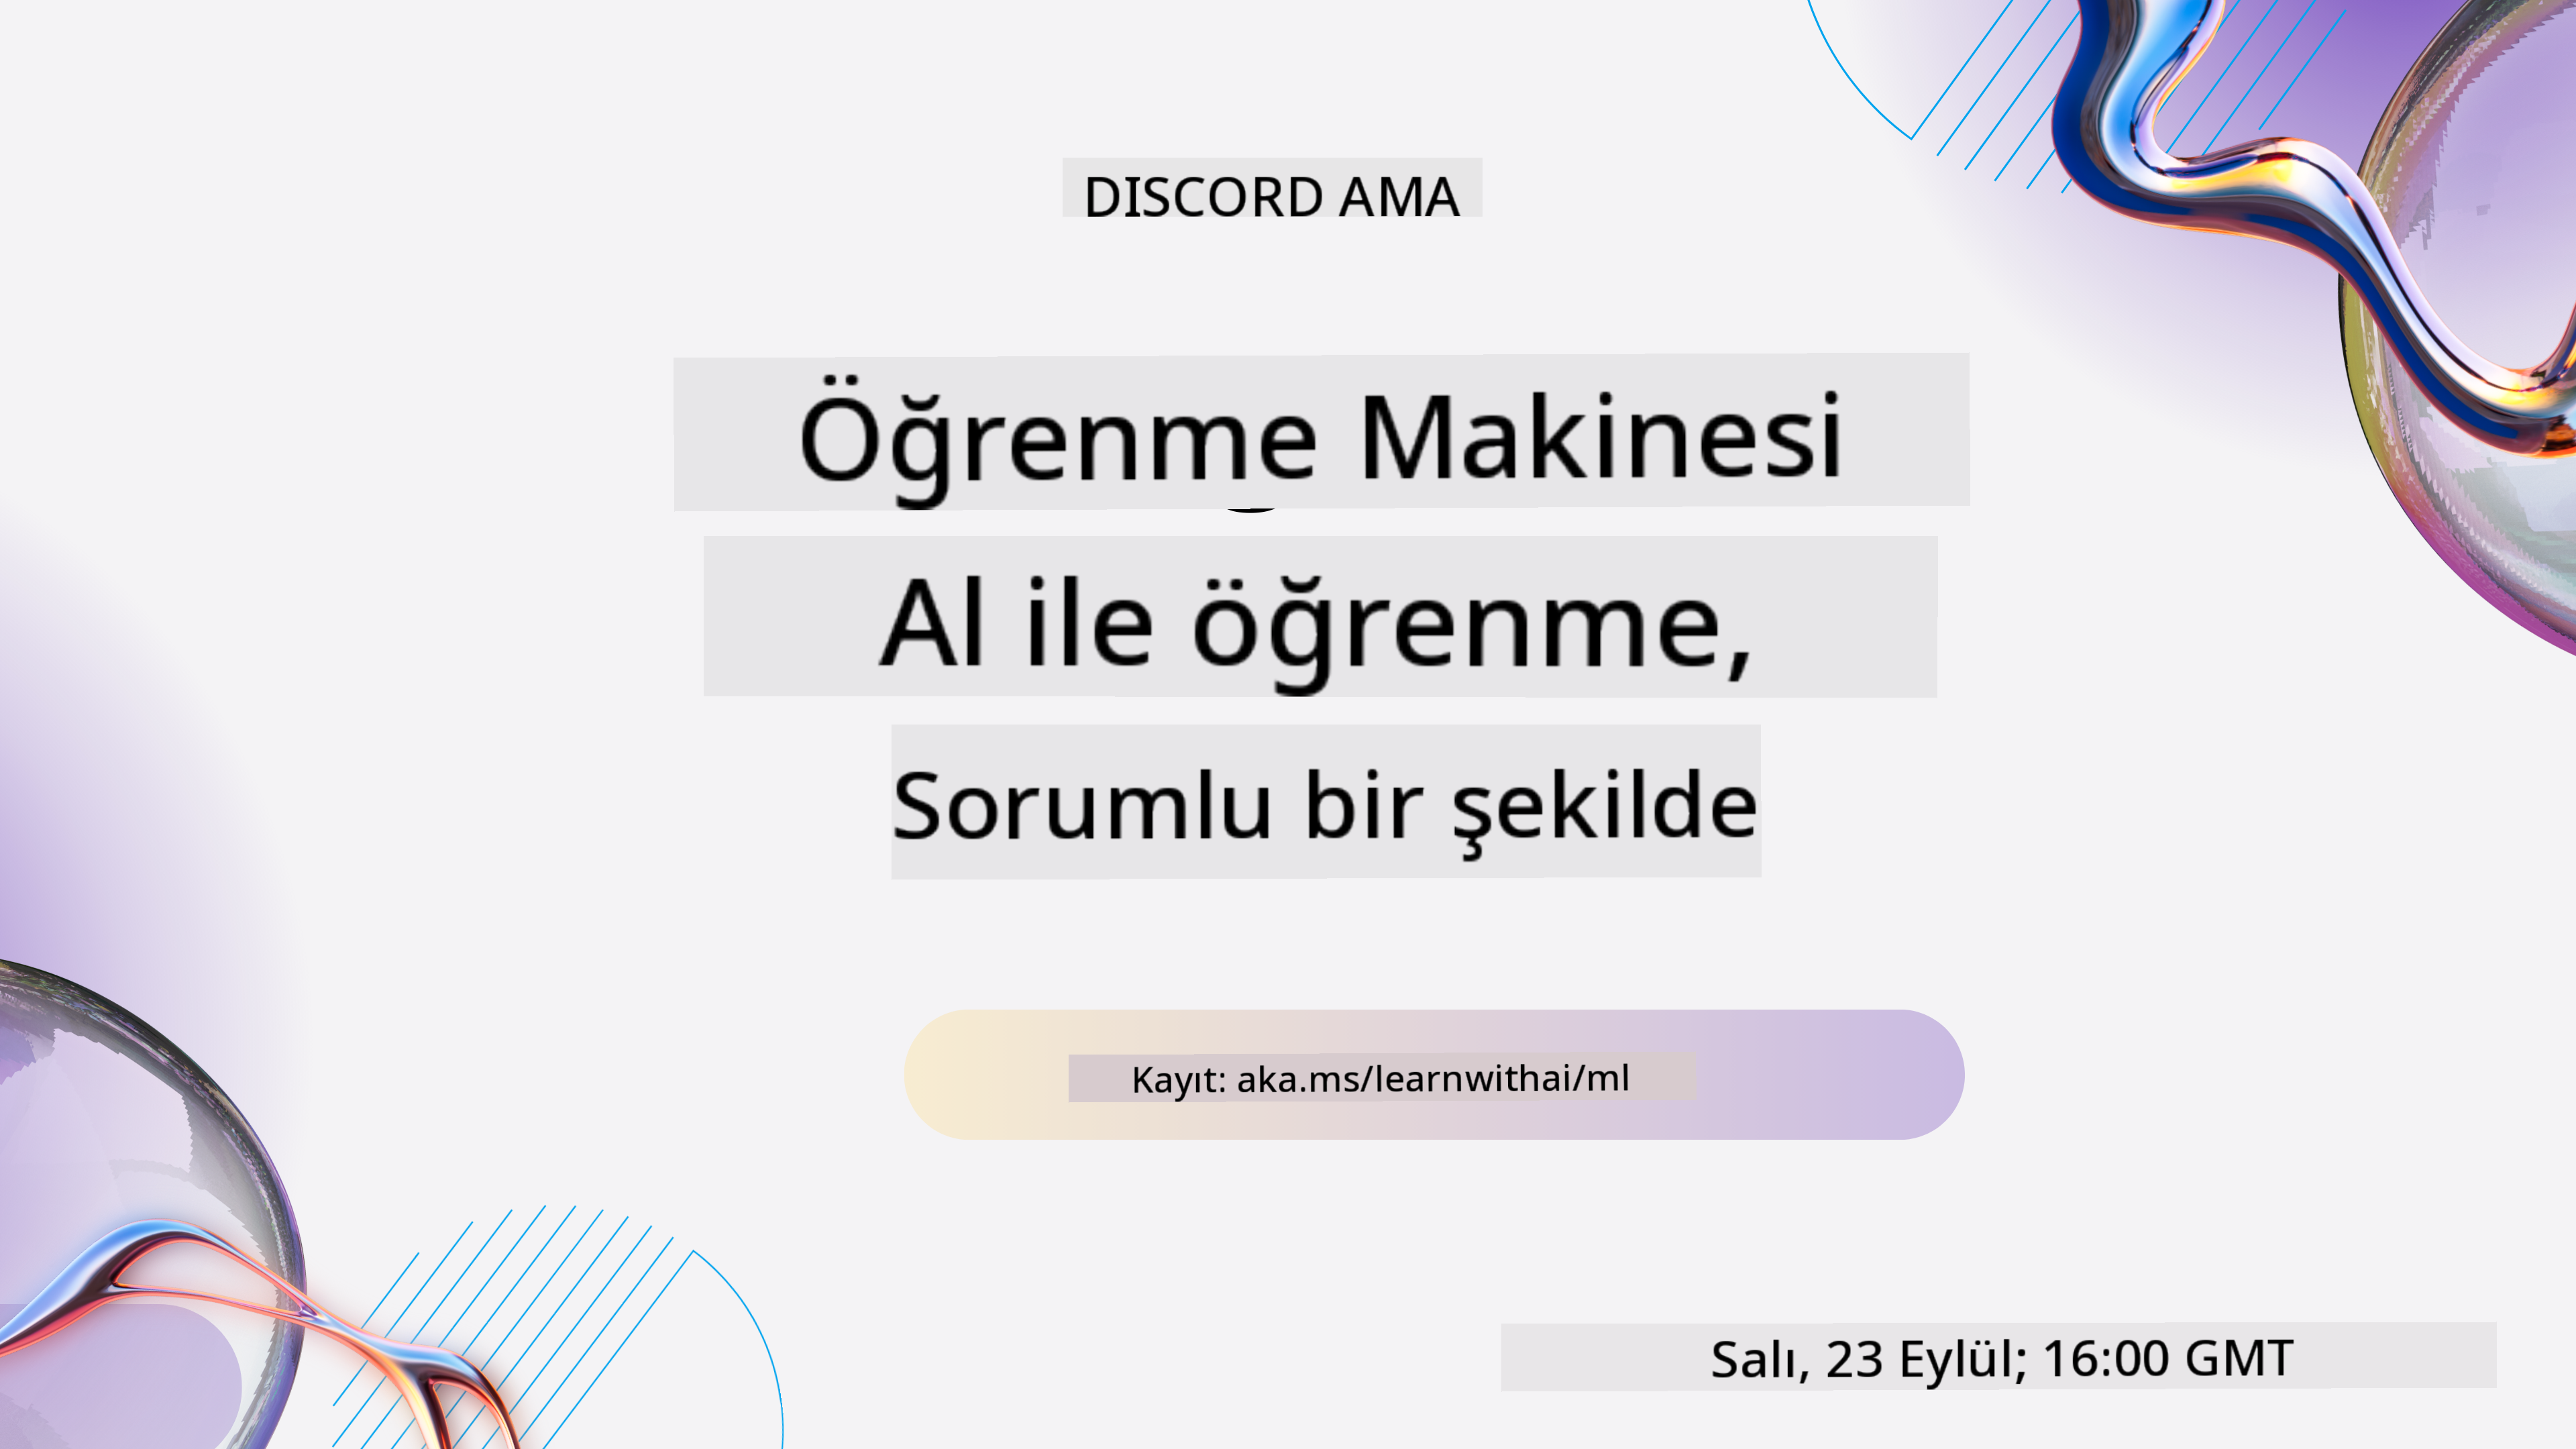 DISCORD AMA
Öğrenme Makinesi
Al ile öğrenme,
Sorumlu bir şekilde
Kayıt: aka.ms/learnwithai/ml
Salı, 23 Eylül; 16:00 GMT